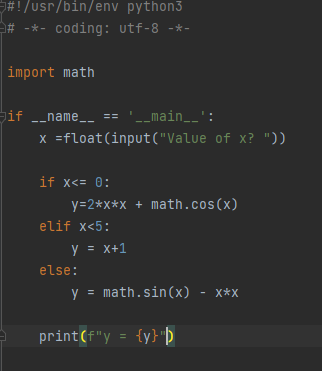 #!/usr/bin/env python3
# -*- coding: utf-8 -*-

import math

if __name__ == '__main__':
    x =float(input("Value of x? "))

    if x<= 0:
        y=2*x*x + math.cos(x)
    elif x<5:
        y = x+1
    else:
        y = math.sin(x) - x*x

    print(f"y = {y}")